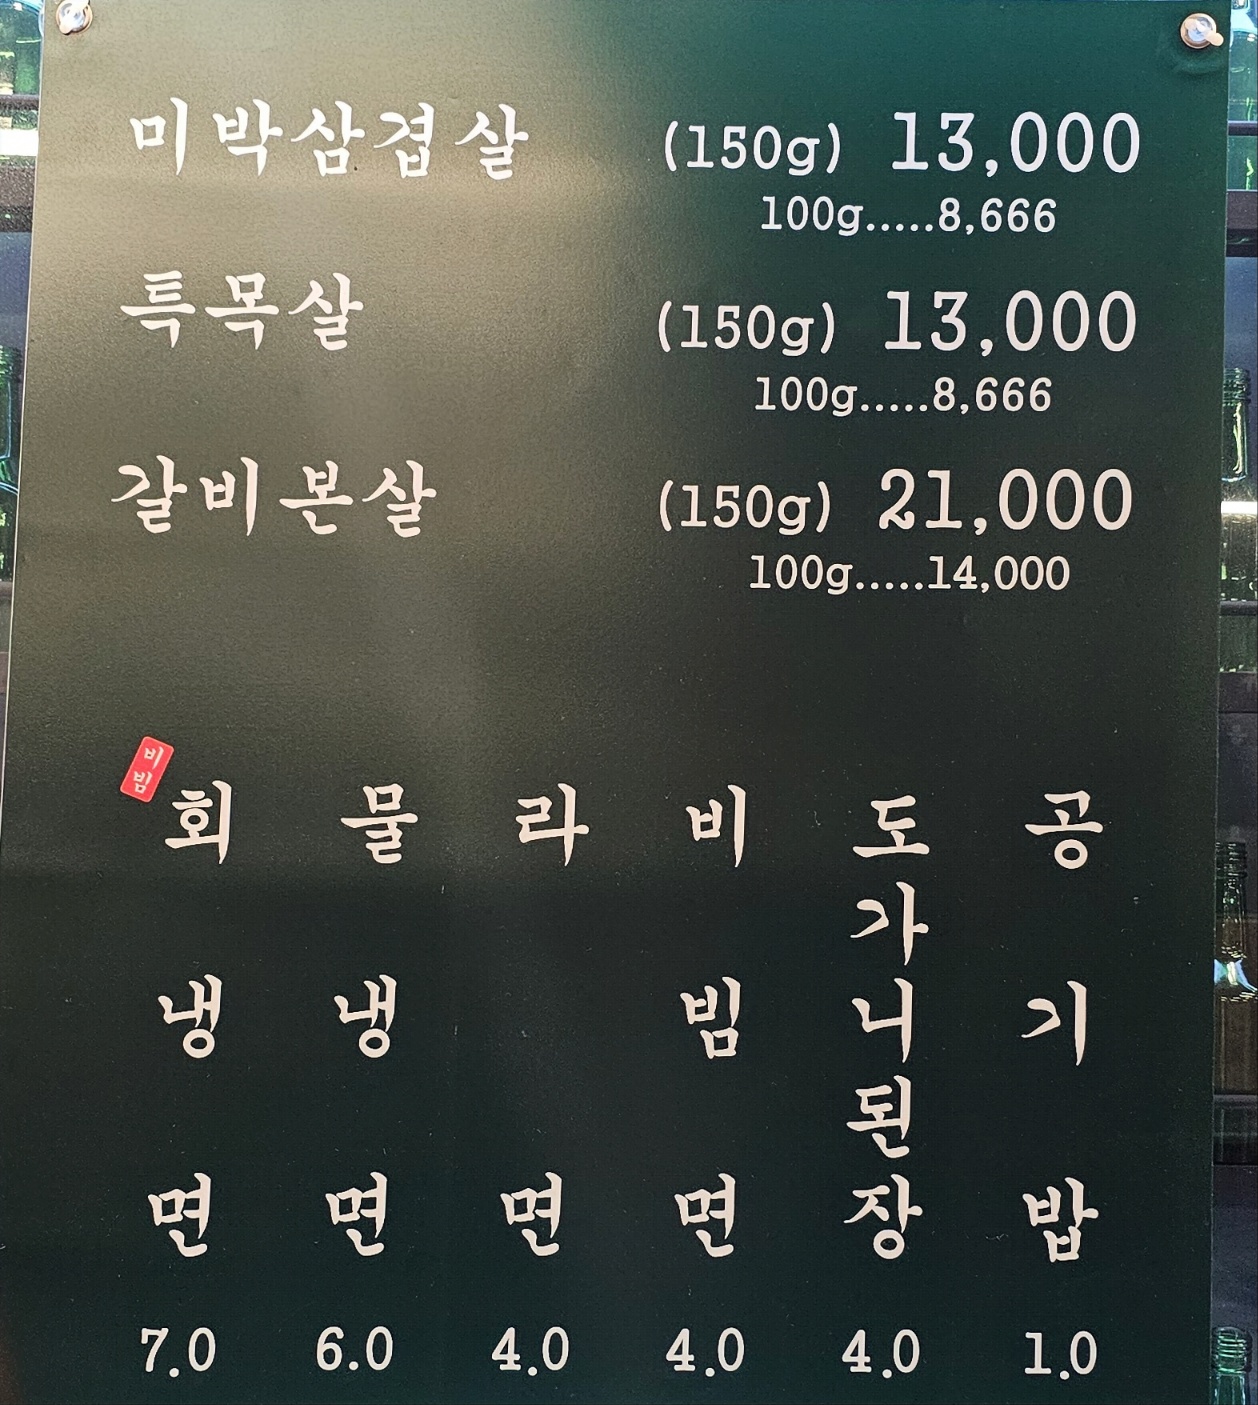 미박삼겹살 (150g) 13,000
100g.....8,666
특목살 (150g) 13,000
100g.....8,666
갈비본살 (150g) 21,000
100g.....14,000
비빔
회냉면 7.0
물냉면 6.0
라면 4.0
비빔면 4.0
도가니된장 4.0
공기밥 1.0